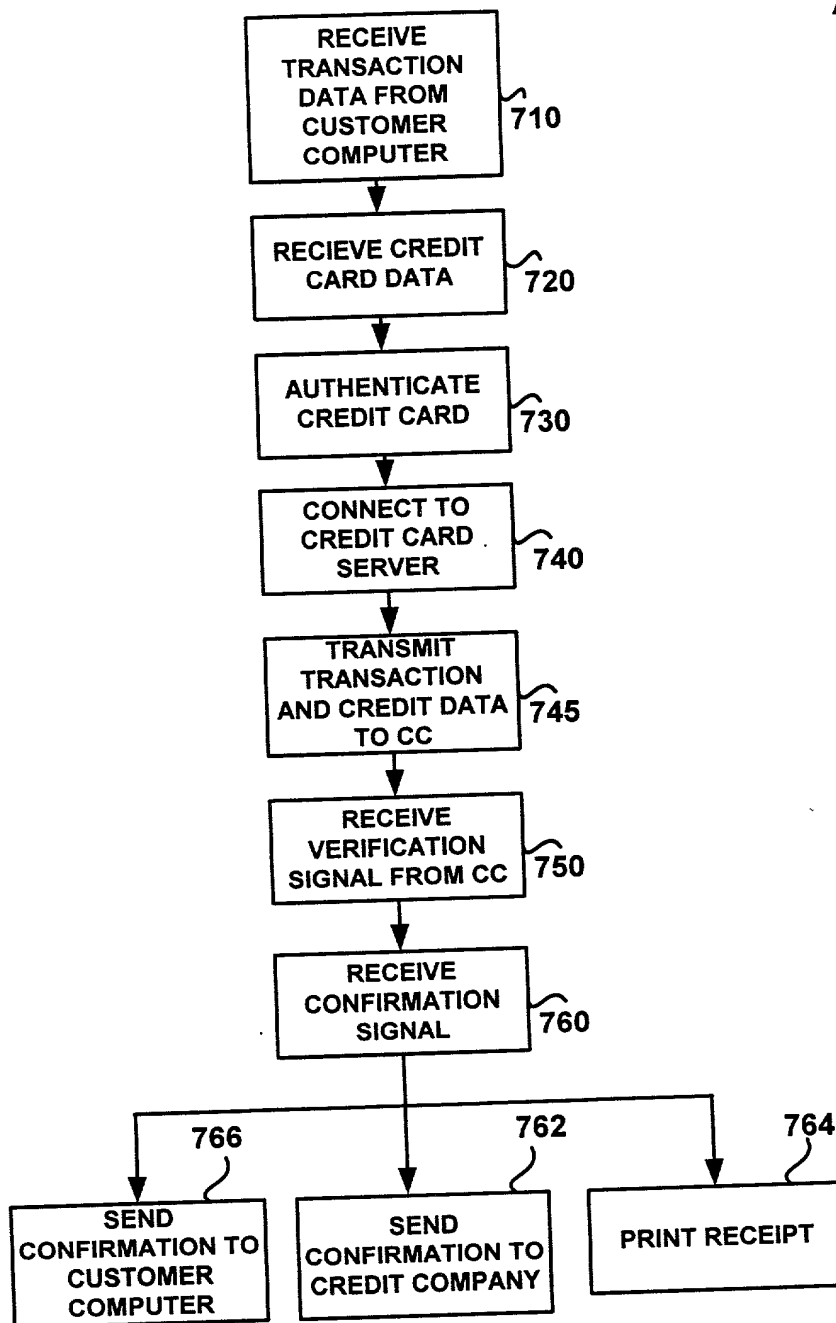 RECEIVE
TRANSACTION
DATA FROM
CUSTOMER
COMPUTER
710
RECIEVE CREDIT
CARD DATA
720
AUTHENTICATE
CREDIT CARD
730
CONNECT TO
CREDIT CARD
SERVER
740
TRANSMIT
TRANSACTION
AND CREDIT DATA
TO CC
745
RECEIVE
VERIFICATION
SIGNAL FROM CC
750
RECEIVE
CONFIRMATION
SIGNAL
760
766
SEND
CONFIRMATION TO
CUSTOMER
COMPUTER
762
SEND
CONFIRMATION TO
CREDIT COMPANY
764
PRINT RECEIPT